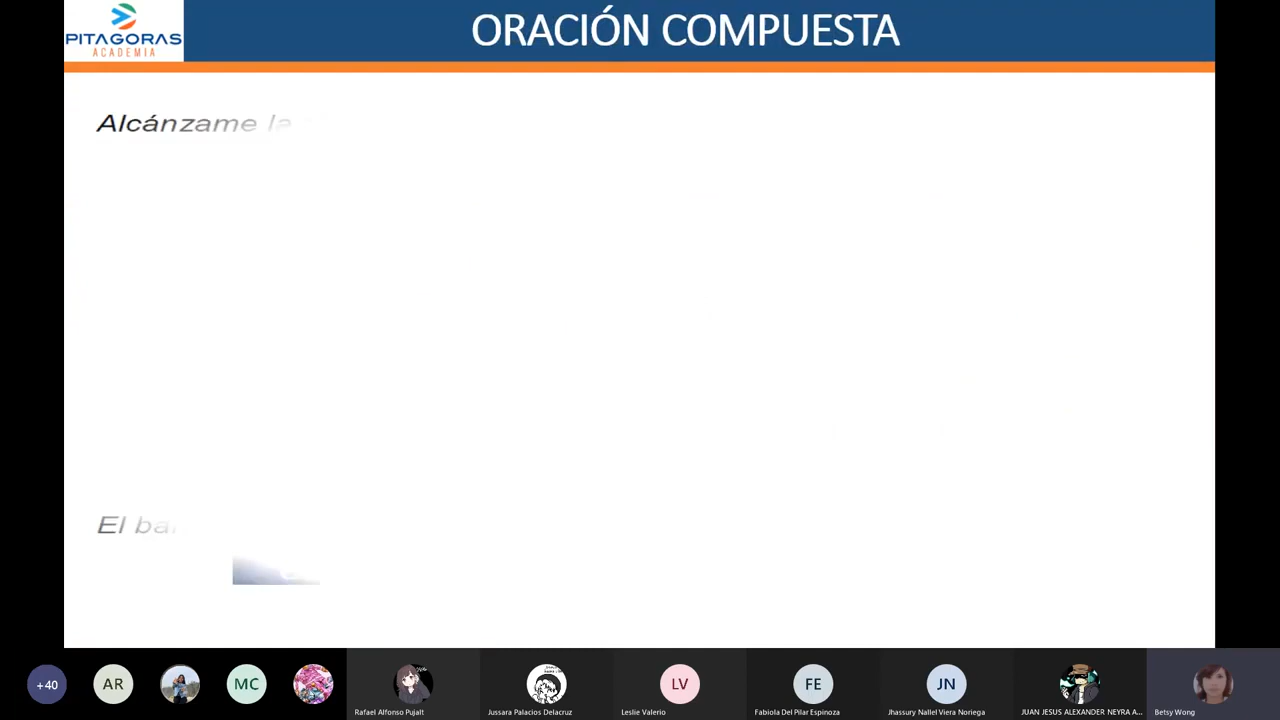 PITAGORAS
ACADEMIA
ORACIÓN COMPUESTA
Alcánzame la
El
+40
AR
MC
LV
FE
JN
Rafael Alfonso Pujalt
Jussara Palacios Delacruz
Leslie Valerio
Fabiola Del Pilar Espinoza
Jhassury Nallel Viera Noriega
JUAN JESUS ALEXANDER NEYRA A...
Betsy Wong